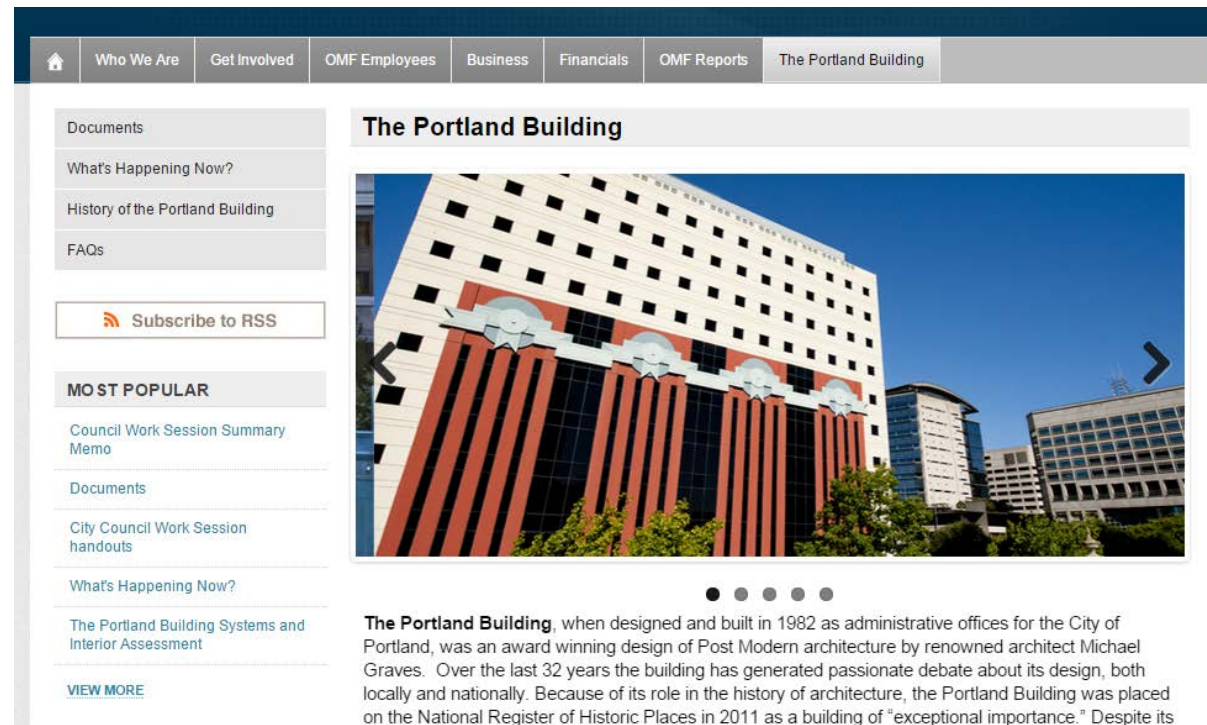 Who We Are
Get Involved
OMF Employees
Business
Financials
OMF Reports
The Portland Building
Documents
What's Happening Now?
History of the Portland Building
FAQs
Subscribe to RSS
MOST POPULAR
Council Work Session Summary
Memo
Documents
City Council Work Session
handouts
What's Happening Now?
The Portland Building Systems and
Interior Assessment
VIEW MORE
The Portland Building
The Portland Building, when designed and built in 1982 as administrative offices for the City of
Portland, was an award winning design of Post Modern architecture by renowned architect Michael
Graves. Over the last 32 years the building has generated passionate debate about its design, both
locally and nationally. Because of its role in the history of architecture, the Portland Building was placed
on the National Register of Historic Places in 2011 as a building of “exceptional importance.” Despite its